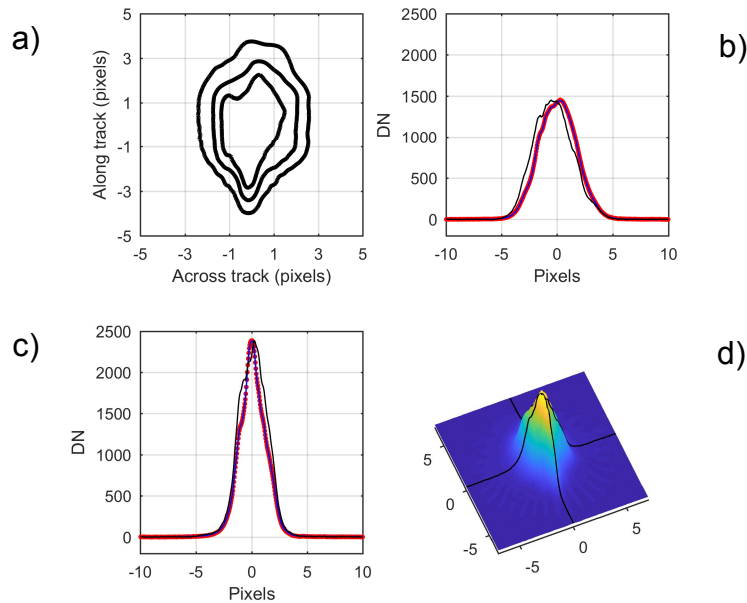 a)
5
3
1
-1
-3
-5
-5 -3 -1 1 3 5
Along track (pixels)
Across track (pixels)
b)
2500
2000
1500
1000
500
0
-10 -5 0 5 10
DN
Pixels
c)
2500
2000
1500
1000
500
0
-10 -5 0 5 10
DN
Pixels
d)
5
0
-5
-5
0
5